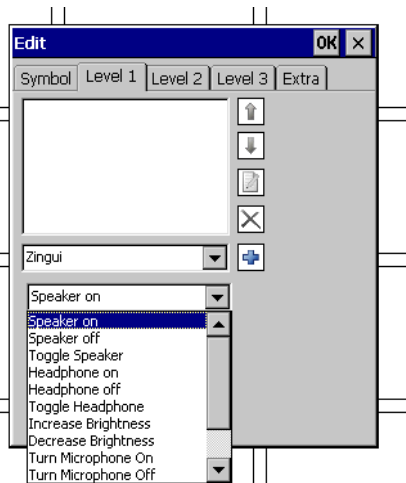 Edit OK
Symbol Level 1 Level 2 Level 3 Extra
Zingui
Speaker on
Speaker on
Speaker off
Toggle Speaker
Headphone on
Headphone off
Toggle Headphone
Increase Brightness
Decrease Brightness
Turn Microphone On
Turn Microphone Off